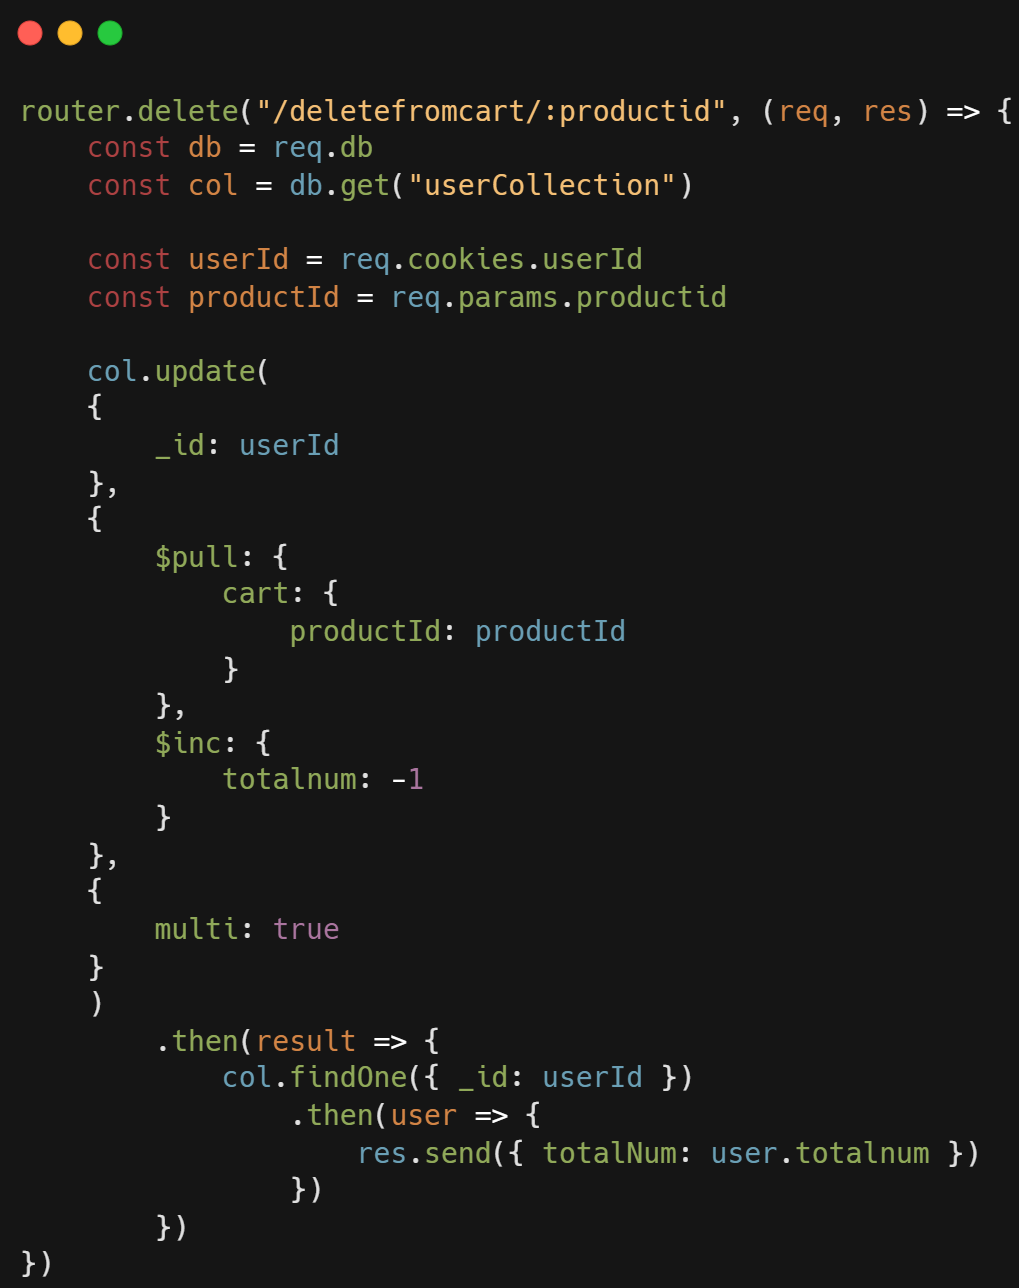 router.delete("/deletefromcart/:productid", (req, res) => {
    const db = req.db
    const col = db.get("userCollection")

    const userId = req.cookies.userId
    const productId = req.params.productid

    col.update(
    {
        _id: userId
    },
    {
        $pull: {
            cart: {
                productId: productId
            }
        },
        $inc: {
            totalnum: -1
        }
    },
    {
        multi: true
    }
    )
        .then(result => {
            col.findOne({ _id: userId })
                .then(user => {
                    res.send({ totalNum: user.totalnum })
                })
        })
})